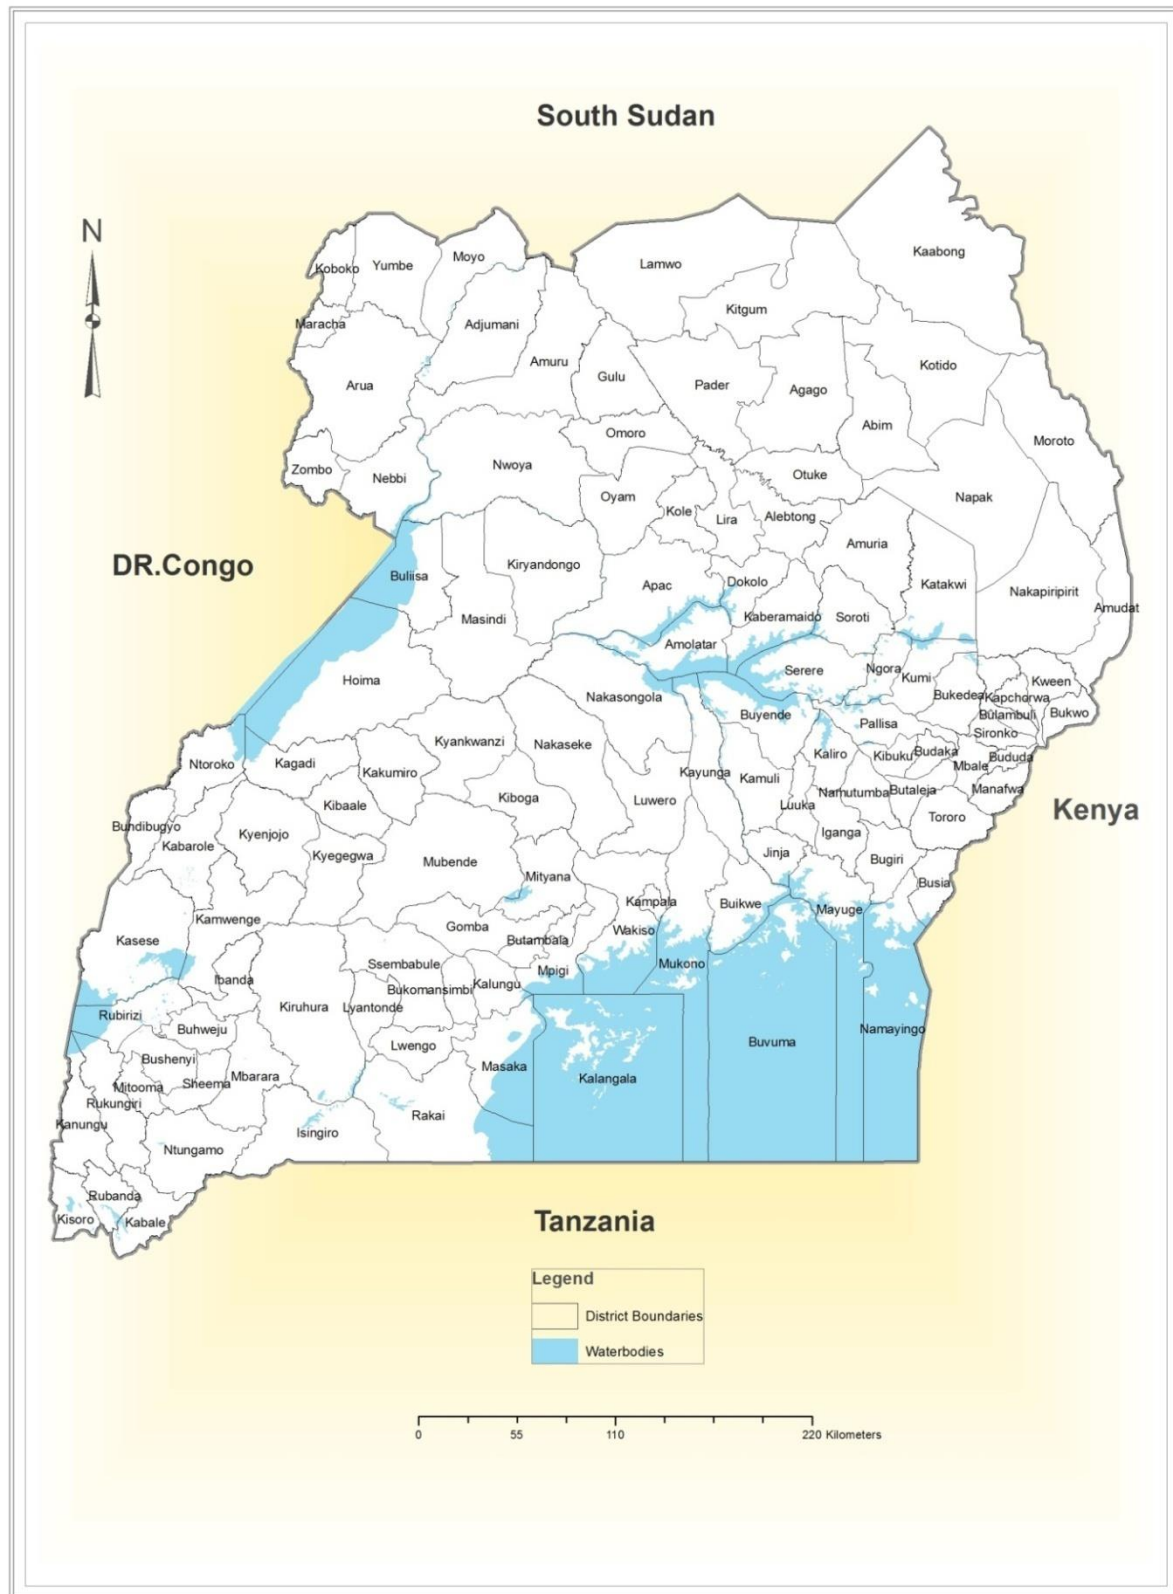 South Sudan
N
Kaabong
Lamwo
Moyo
Yumbe
Koboko
Kitgum
Maracha
Adjumani
Amuru
Gulu
Kotido
Arua
Pader
Agago
Abim
Omoro
Moroto
Zombo
Nebbi
Nwoya
Otuke
Oyam
Napak
Kole
Lira
Alebtong
Amuria
DR.Congo
Kiryandongo
Buliisa
Apac
Dokolo
Katakwi
Nakapiripirit
Amudat
Masindi
Kaberamaido
Soroti
Amolatar
Serere
Ngora
Kumi
Hoima
Nakasongola
Bukedea
Kapchorwa
Kween
Buyende
Pallisa
Bulambuli
Bukwo
Sironko
Kyankwanzi
Nakaseke
Ntoroko
Kagadi
Kakumiro
Kayunga
Kamuli
Kaliro
Kibuku
Budaka
Mbale
Bududa
Kibaale
Kiboga
Luwero
Luuka
Namutumba
Butaleja
Manafwa
Kenya
Bundibugyo
Kabarole
Kyenjojo
Kyegegwa
Mubende
Iganga
Tororo
Jinja
Bugiri
Mityana
Busia
Kamwenge
Kampala
Buikwe
Mayuge
Kasese
Gomba
Butambala
Wakiso
Ssembabule
Mpigi
Mukono
Ibanda
Bukomansimbi
Kalungu
Kiruhura
Lyantonde
Rubirizi
Buhweju
Lwengo
Namayingo
Buvuma
Bushenyi
Masaka
Kalangala
Mitooma
Sheema
Mbarara
Rukungiri
Rakai
Kanungu
Isingiro
Ntungamo
Rubanda
Kisoro
Kabale
Tanzania
Legend
District Boundaries
Waterbodies
0 55 110 220 Kilometers